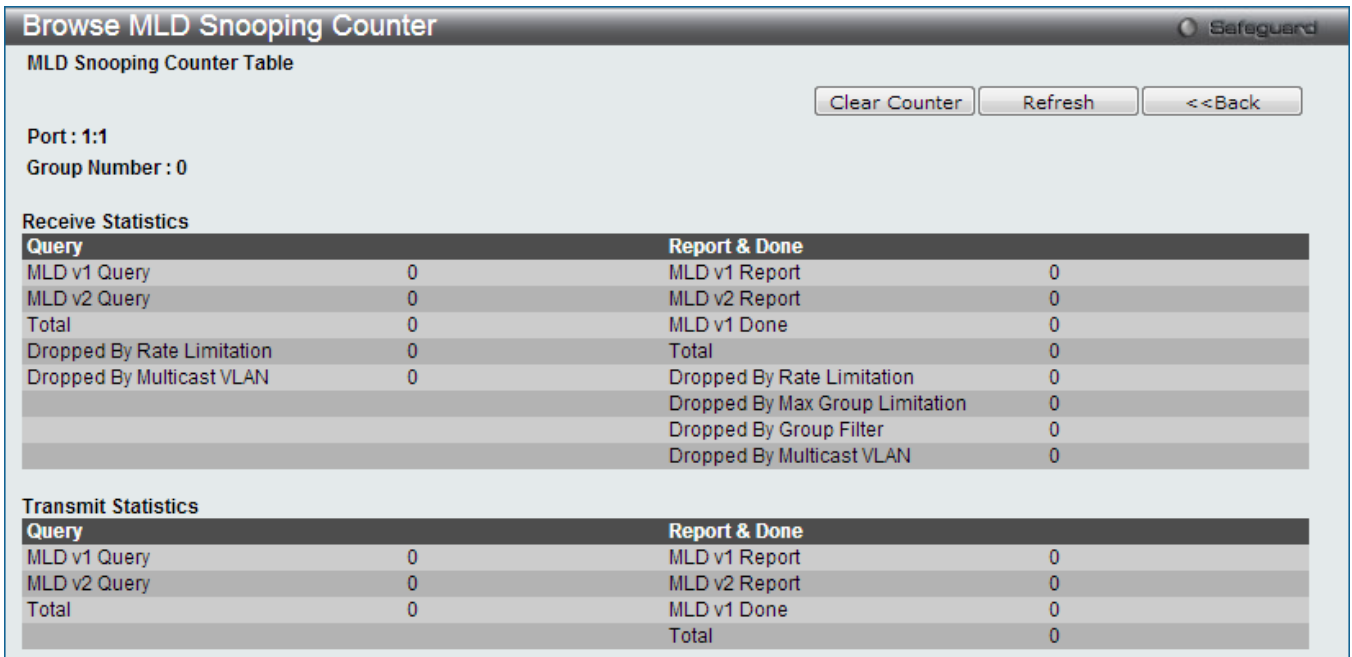 Browse MLD Snooping Counter
Safeguard
MLD Snooping Counter Table
Clear Counter Refresh <<Back
Port : 1:1
Group Number : 0
Receive Statistics
Query Report & Done
MLD v1 Query 0 MLD v1 Report 0
MLD v2 Query 0 MLD v2 Report 0
Total 0 MLD v1 Done 0
Dropped By Rate Limitation 0 Total 0
Dropped By Multicast VLAN 0 Dropped By Rate Limitation 0
Dropped By Max Group Limitation 0
Dropped By Group Filter 0
Dropped By Multicast VLAN 0
Transmit Statistics
Query Report & Done
MLD v1 Query 0 MLD v1 Report 0
MLD v2 Query 0 MLD v2 Report 0
Total 0 MLD v1 Done 0
Total 0